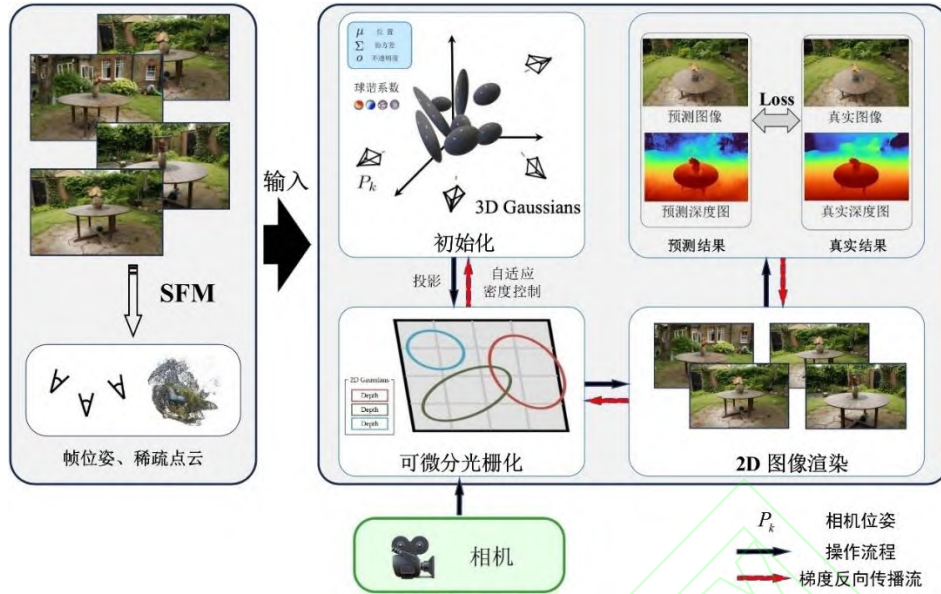 SFM
帧位姿、稀疏点云
输入
μ 位置
Σ 协方差
o 不透明度
球谐系数
P_k
3D Gaussians
初始化
投影
自适应
密度控制
2D Gaussians
Depth
Depth
Depth
可微分光栅化
相机
预测图像
Loss
真实图像
预测深度图
真实深度图
预测结果
真实结果
2D 图像渲染
P_k 相机位姿
操作流程
梯度反向传播流